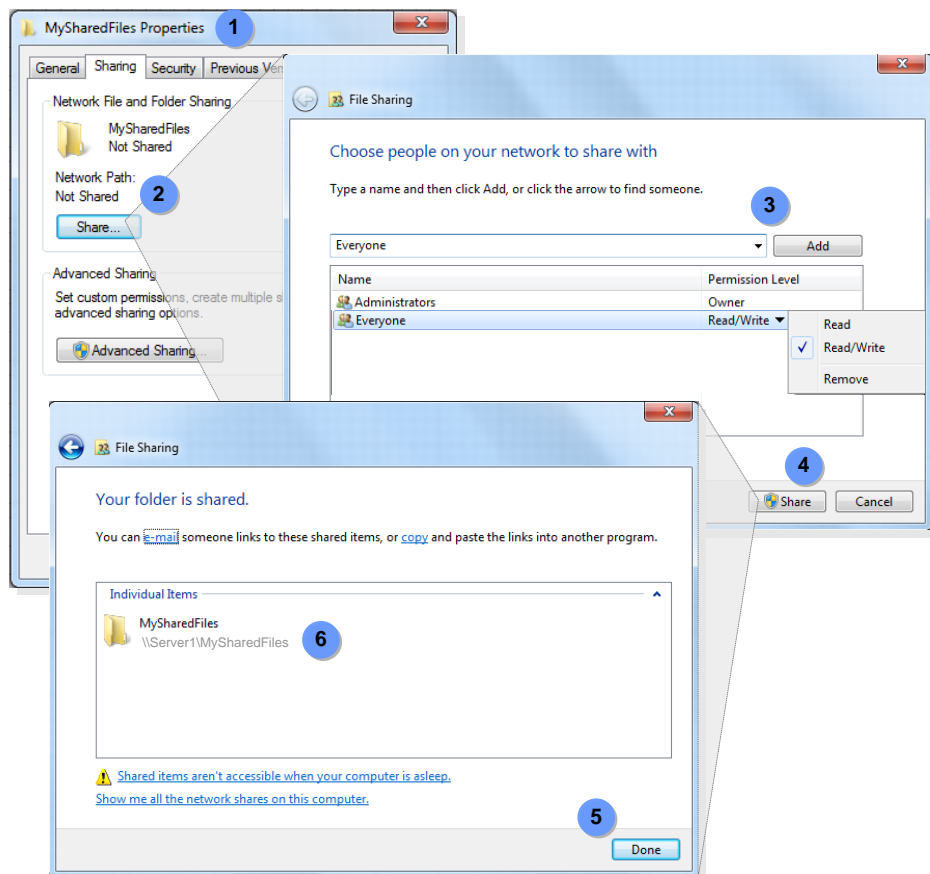 MySharedFiles Properties
1
General
Sharing
Security
Previous Ver
Network File and Folder Sharing
MySharedFiles
Not Shared
Network Path:
Not Shared
2
Share...
Advanced Sharing
Set custom permissions, create multiple s
advanced sharing options.
Advanced Sharing...
File Sharing
Choose people on your network to share with
Type a name and then click Add, or click the arrow to find someone.
3
Everyone
Add
Name
Permission Level
Administrators
Owner
Everyone
Read/Write
Read
Read/Write
Remove
4
Share
Cancel
File Sharing
Your folder is shared.
You can e-mail someone links to these shared items, or copy and paste the links into another program.
Individual Items
MySharedFiles
\\Server1\MySharedFiles
6
Shared items aren't accessible when your computer is asleep.
Show me all the network shares on this computer.
5
Done